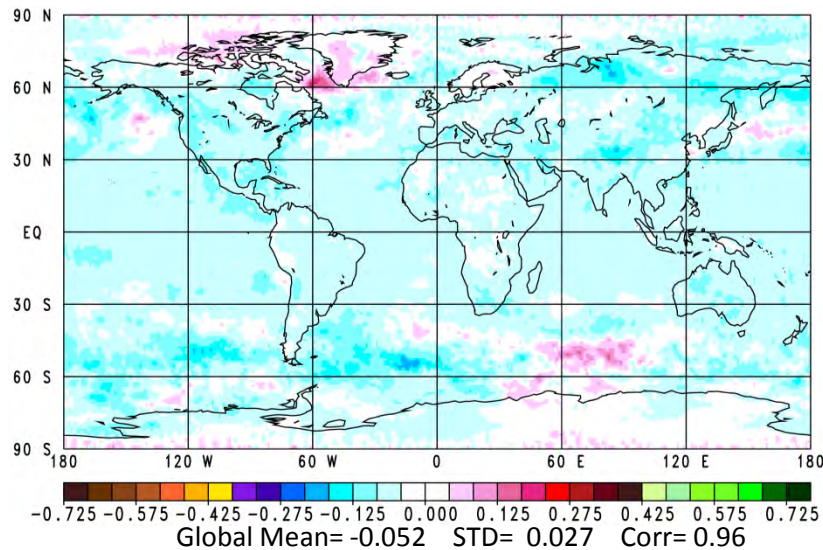 90 N
60 N
30 N
EQ
30 S
60 S
90 S
180 120 W 60 W 0 60 E 120 E 180
-0.725 -0.575 -0.425 -0.275 -0.125 0.000 0.125 0.275 0.425 0.575 0.725
Global Mean= -0.052 STD= 0.027 Corr= 0.96